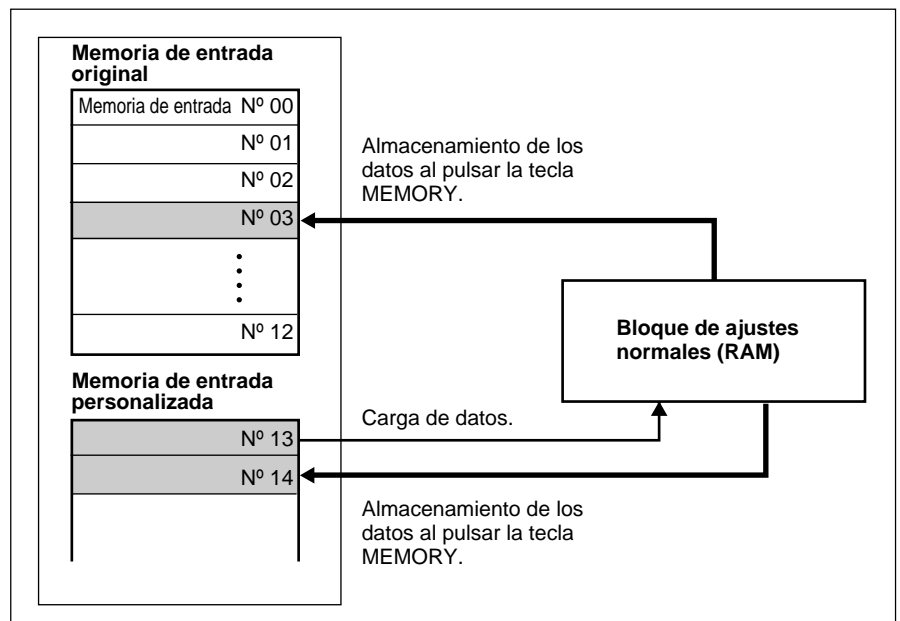 Memoria de entrada
original
Memoria de entrada Nº 00
Nº 01
Nº 02
Nº 03
Nº 12
Memoria de entrada
personalizada
Nº 13
Nº 14
Almacenamiento de los
datos al pulsar la tecla
MEMORY.
Bloque de ajustes
normales (RAM)
Carga de datos.
Almacenamiento de los
datos al pulsar la tecla
MEMORY.